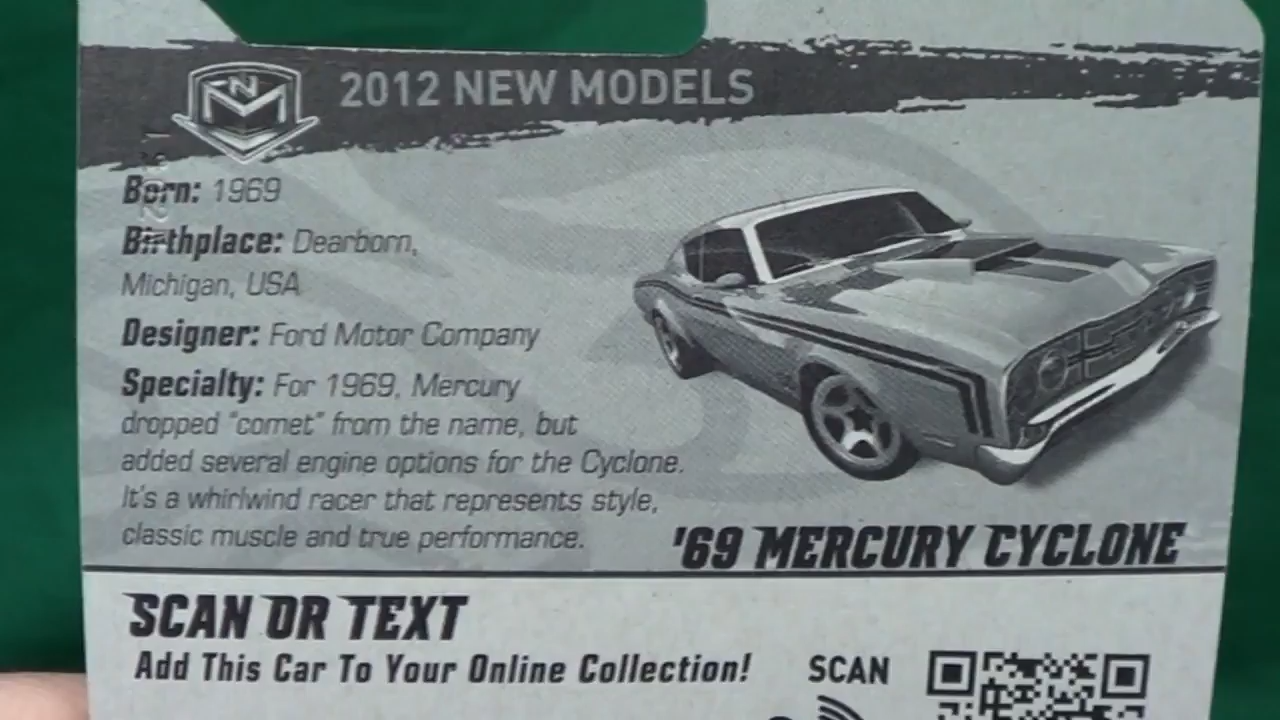 2012 NEW MODELS
Born: 1969
Birthplace: Dearborn,
Michigan, USA
Designer: Ford Motor Company
Specialty: For 1969, Mercury
dropped "comet" from the name, but
added several engine options for the Cyclone.
It's a whirlwind racer that represents style,
classic muscle and true performance.
'69 MERCURY CYCLONE
SCAN OR TEXT
Add This Car To Your Online Collection!
SCAN